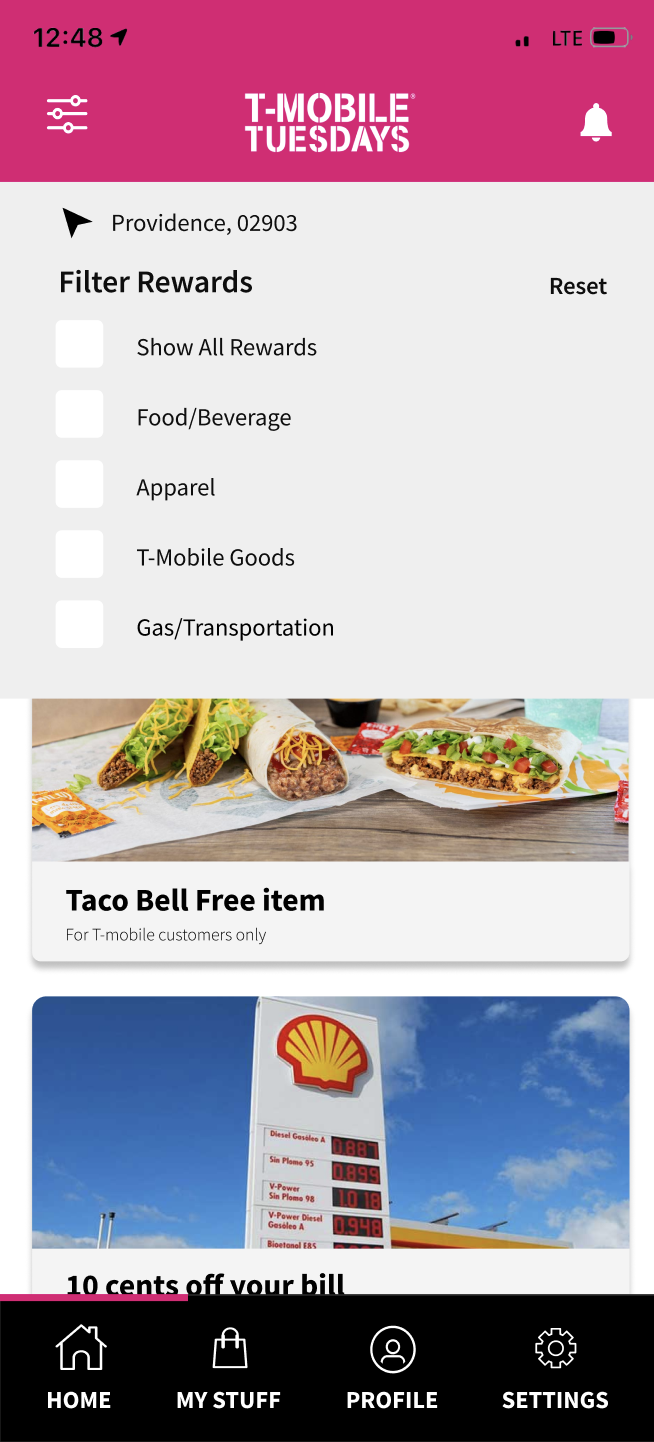 12:48
LTE
T-MOBILE®
TUESDAYS
Providence, 02903
Filter Rewards
Reset
Show All Rewards
Food/Beverage
Apparel
T-Mobile Goods
Gas/Transportation
Taco Bell Free item
For T-mobile customers only
Diesel Gasóleo A 0.887
Sin Plomo 95 0.899
V-Power
Sin Plomo 98 1.018
V-Power Diesel
Gasóleo A 0.948
Bioetanol E85
10 cents off your bill
HOME
MY STUFF
PROFILE
SETTINGS